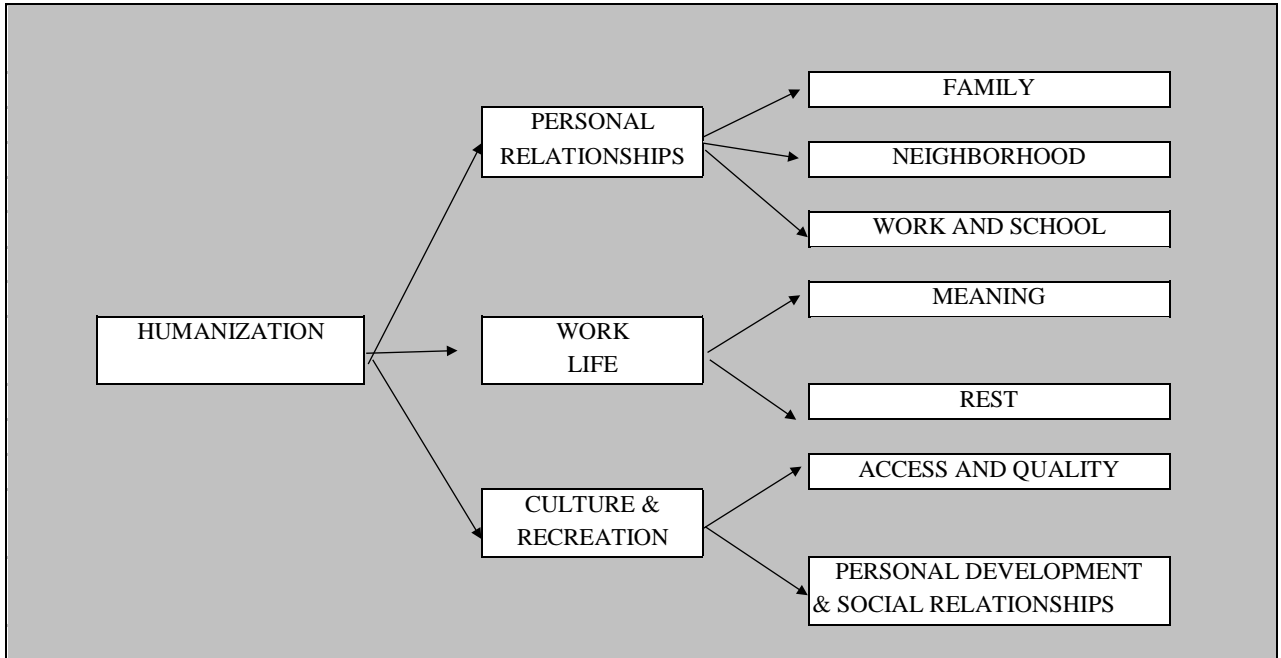 HUMANIZATION
PERSONAL
RELATIONSHIPS
FAMILY
NEIGHBORHOOD
WORK AND SCHOOL
WORK
LIFE
MEANING
REST
CULTURE &
RECREATION
ACCESS AND QUALITY
PERSONAL DEVELOPMENT
& SOCIAL RELATIONSHIPS